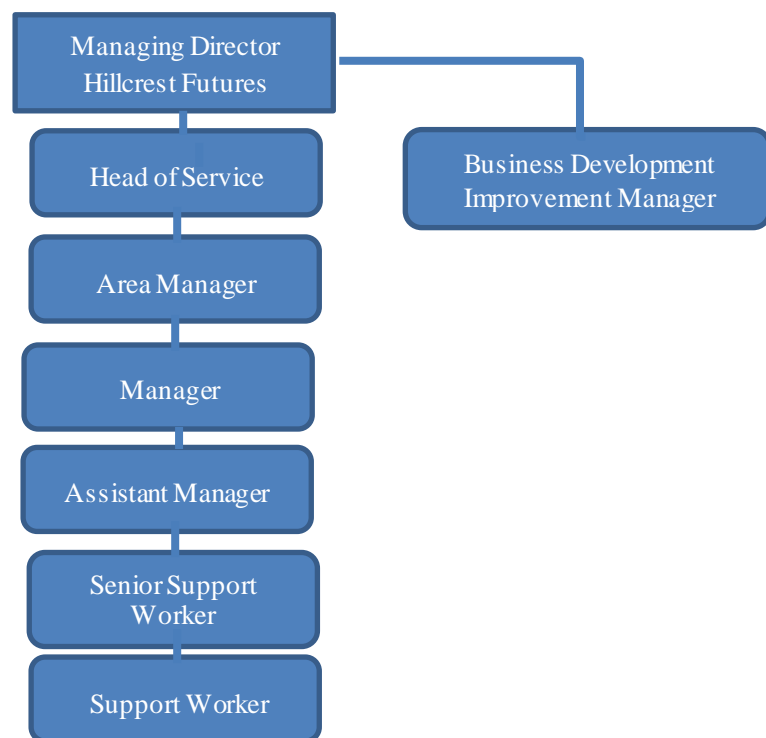 Managing Director
Hillcrest Futures
Head of Service
Business Development
Improvement Manager
Area Manager
Manager
Assistant Manager
Senior Support
Worker
Support Worker